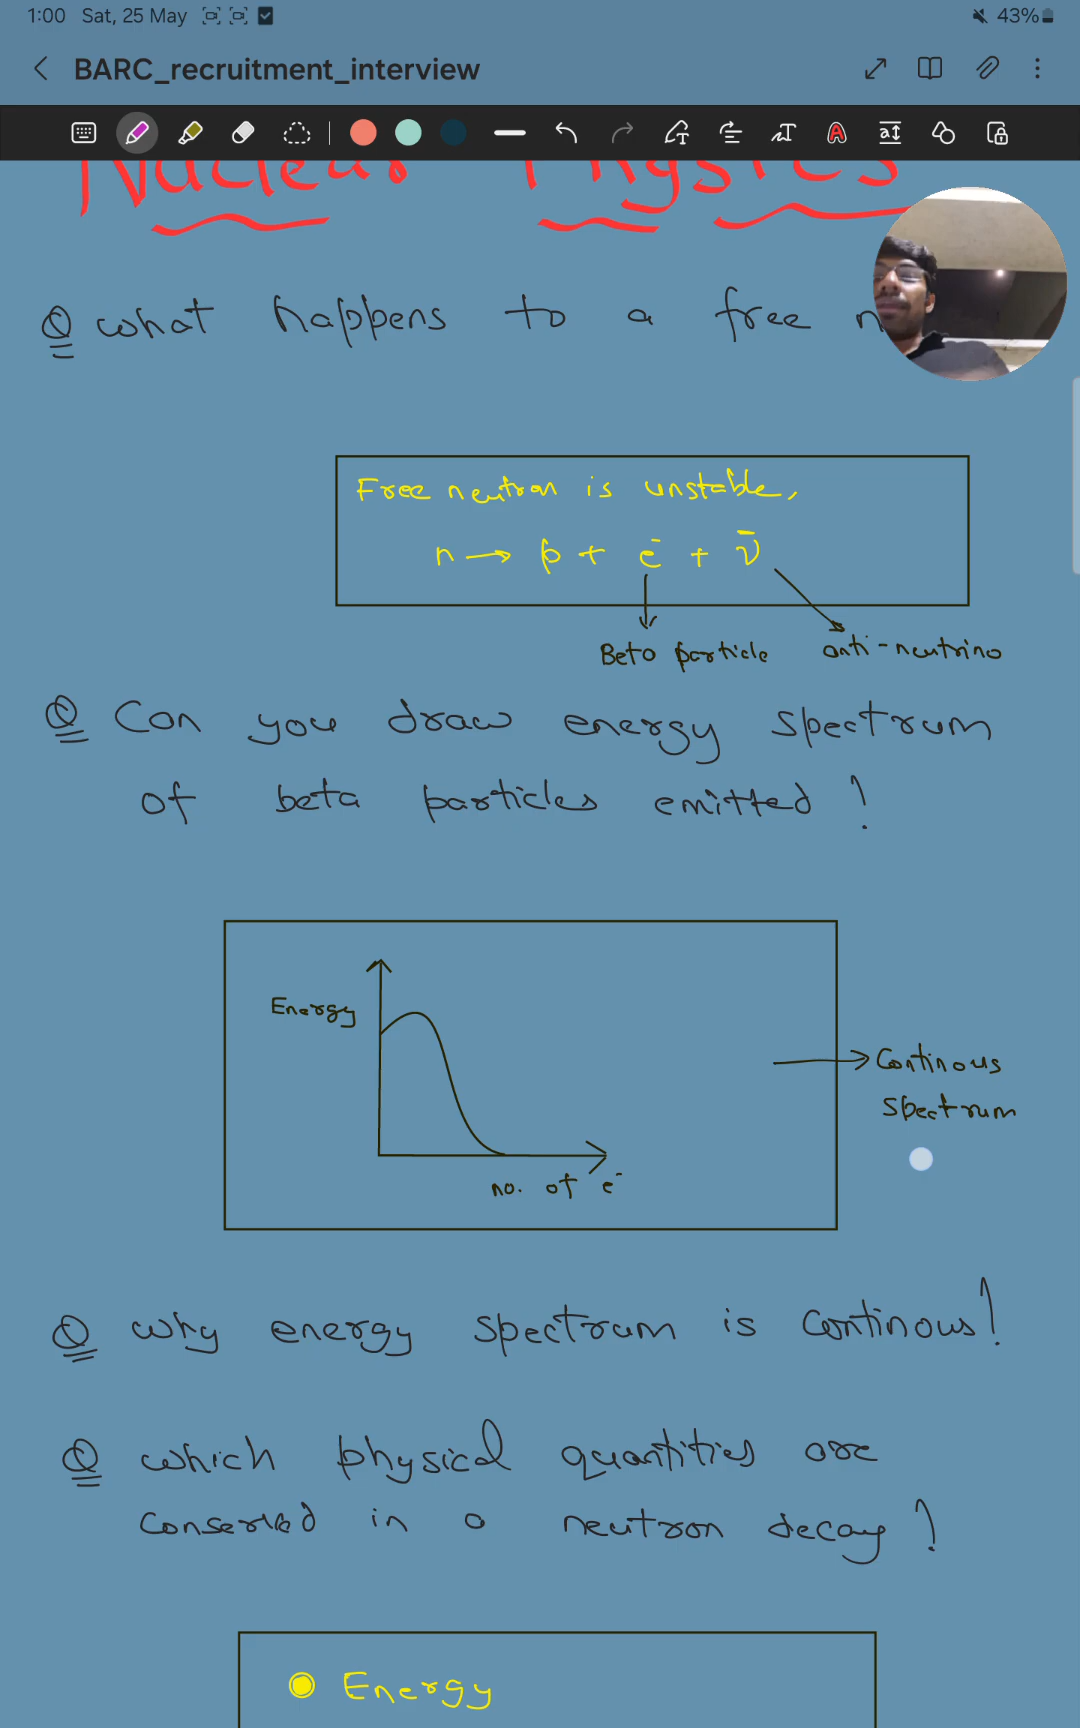 1:00 Sat, 25 May 43%
BARC_recruitment_interview
Nuclear Physics
Q what happens to a free n
Free neutron is unstable,
n → p + e⁻ + ν̄
Beta particle
anti-neutrino
Q Can you draw energy spectrum
of beta particles emitted?
Energy
no. of e⁻
→ Continous
spectrum
Q why energy spectrum is continous?
Q which physical quantities are
conserved in a neutron decay?
Energy